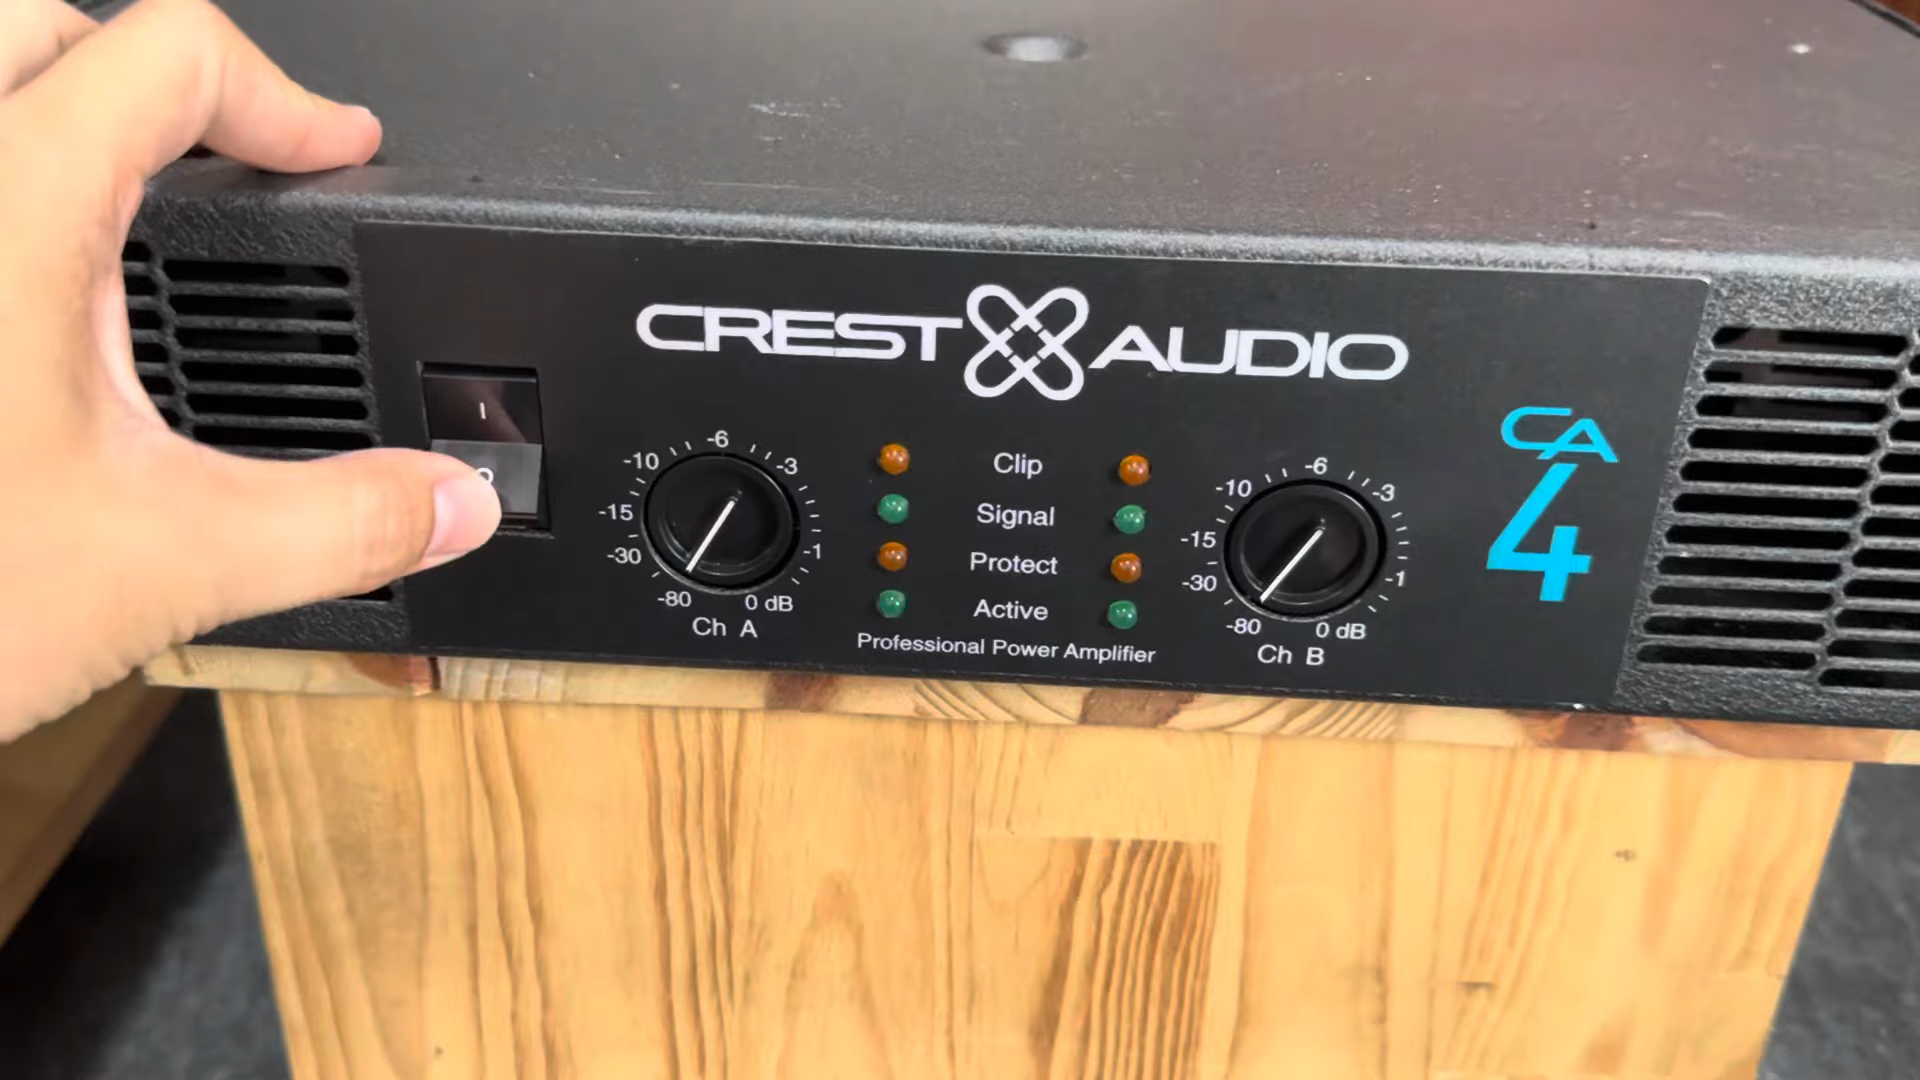 CREST AUDIO
CA
4
I
-6
-10
-3
-15
-30
-1
-80
0 dB
Ch A
Clip
Signal
Protect
Active
Professional Power Amplifier
-6
-10
-3
-15
-30
-1
-80
0 dB
Ch B